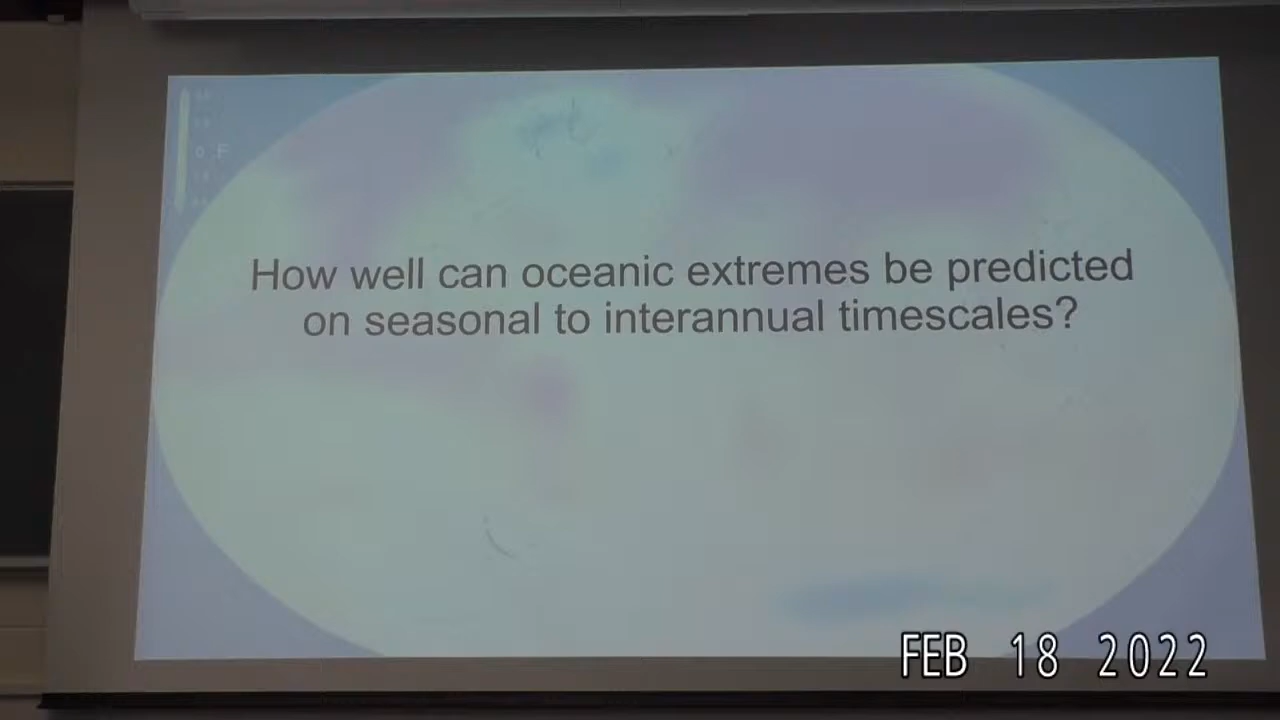 How well can oceanic extremes be predicted
on seasonal to interannual timescales?
FEB 18 2022